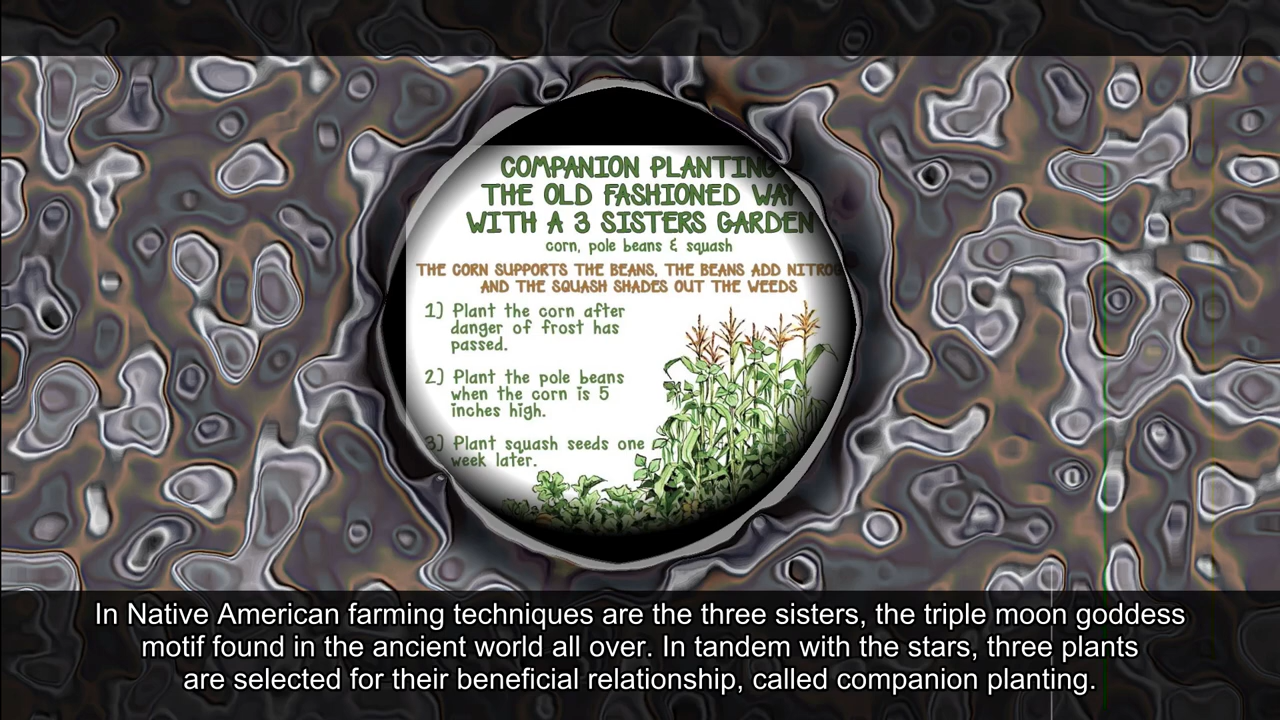 COMPANION PLANTING
THE OLD FASHIONED WAY
WITH A 3 SISTERS GARDEN
corn, pole beans & squash
THE CORN SUPPORTS THE BEANS, THE BEANS ADD NITROG
AND THE SQUASH SHADES OUT THE WEEDS
1) Plant the corn after
danger of frost has
passed.
2) Plant the pole beans
when the corn is 5
inches high.
3) Plant squash seeds one
week later.
In Native American farming techniques are the three sisters, the triple moon goddess
motif found in the ancient world all over. In tandem with the stars, three plants
are selected for their beneficial relationship, called companion planting.